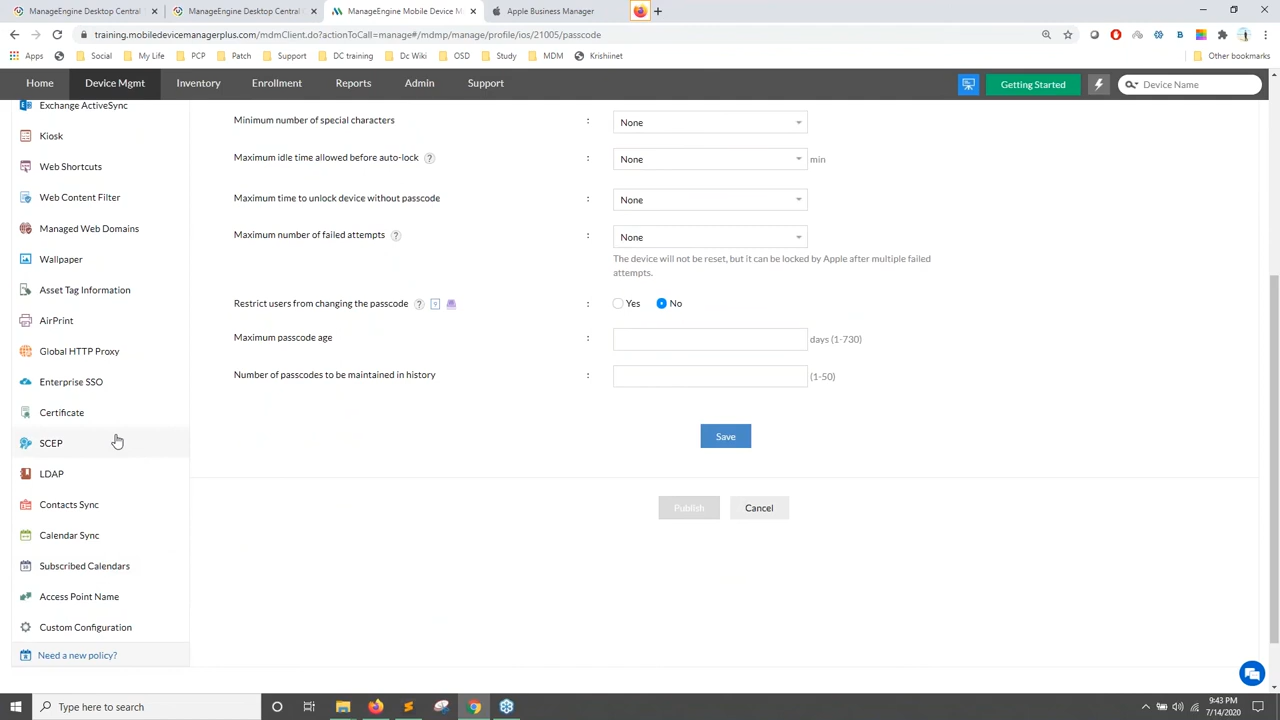 ManageEngine Desktop Central
ManageEngine Desktop Central -
ManageEngine Mobile Device M
Apple Business Manager
training.mobiledevicemanagerplus.com/mdmClient.do?actionToCall=manage#/mdmp/manage/profile/ios/21005/passcode
Apps
Social
My Life
PCP
Patch
Support
DC training
Dc Wiki
OSD
Study
MDM
Krishiinet
Other bookmarks
Home
Device Mgmt
Inventory
Enrollment
Reports
Admin
Support
Getting Started
Device Name
Exchange ActiveSync
Kiosk
Web Shortcuts
Web Content Filter
Managed Web Domains
Wallpaper
Asset Tag Information
AirPrint
Global HTTP Proxy
Enterprise SSO
Certificate
SCEP
LDAP
Contacts Sync
Calendar Sync
Subscribed Calendars
Access Point Name
Custom Configuration
Need a new policy?
Minimum number of special characters : None
Maximum idle time allowed before auto-lock ? : None min
Maximum time to unlock device without passcode : None
Maximum number of failed attempts ? : None
The device will not be reset, but it can be locked by Apple after multiple failed
attempts.
Restrict users from changing the passcode ? : Yes No
Maximum passcode age : days (1-730)
Number of passcodes to be maintained in history : (1-50)
Save
Publish Cancel
Type here to search
9:43 PM
7/14/2020